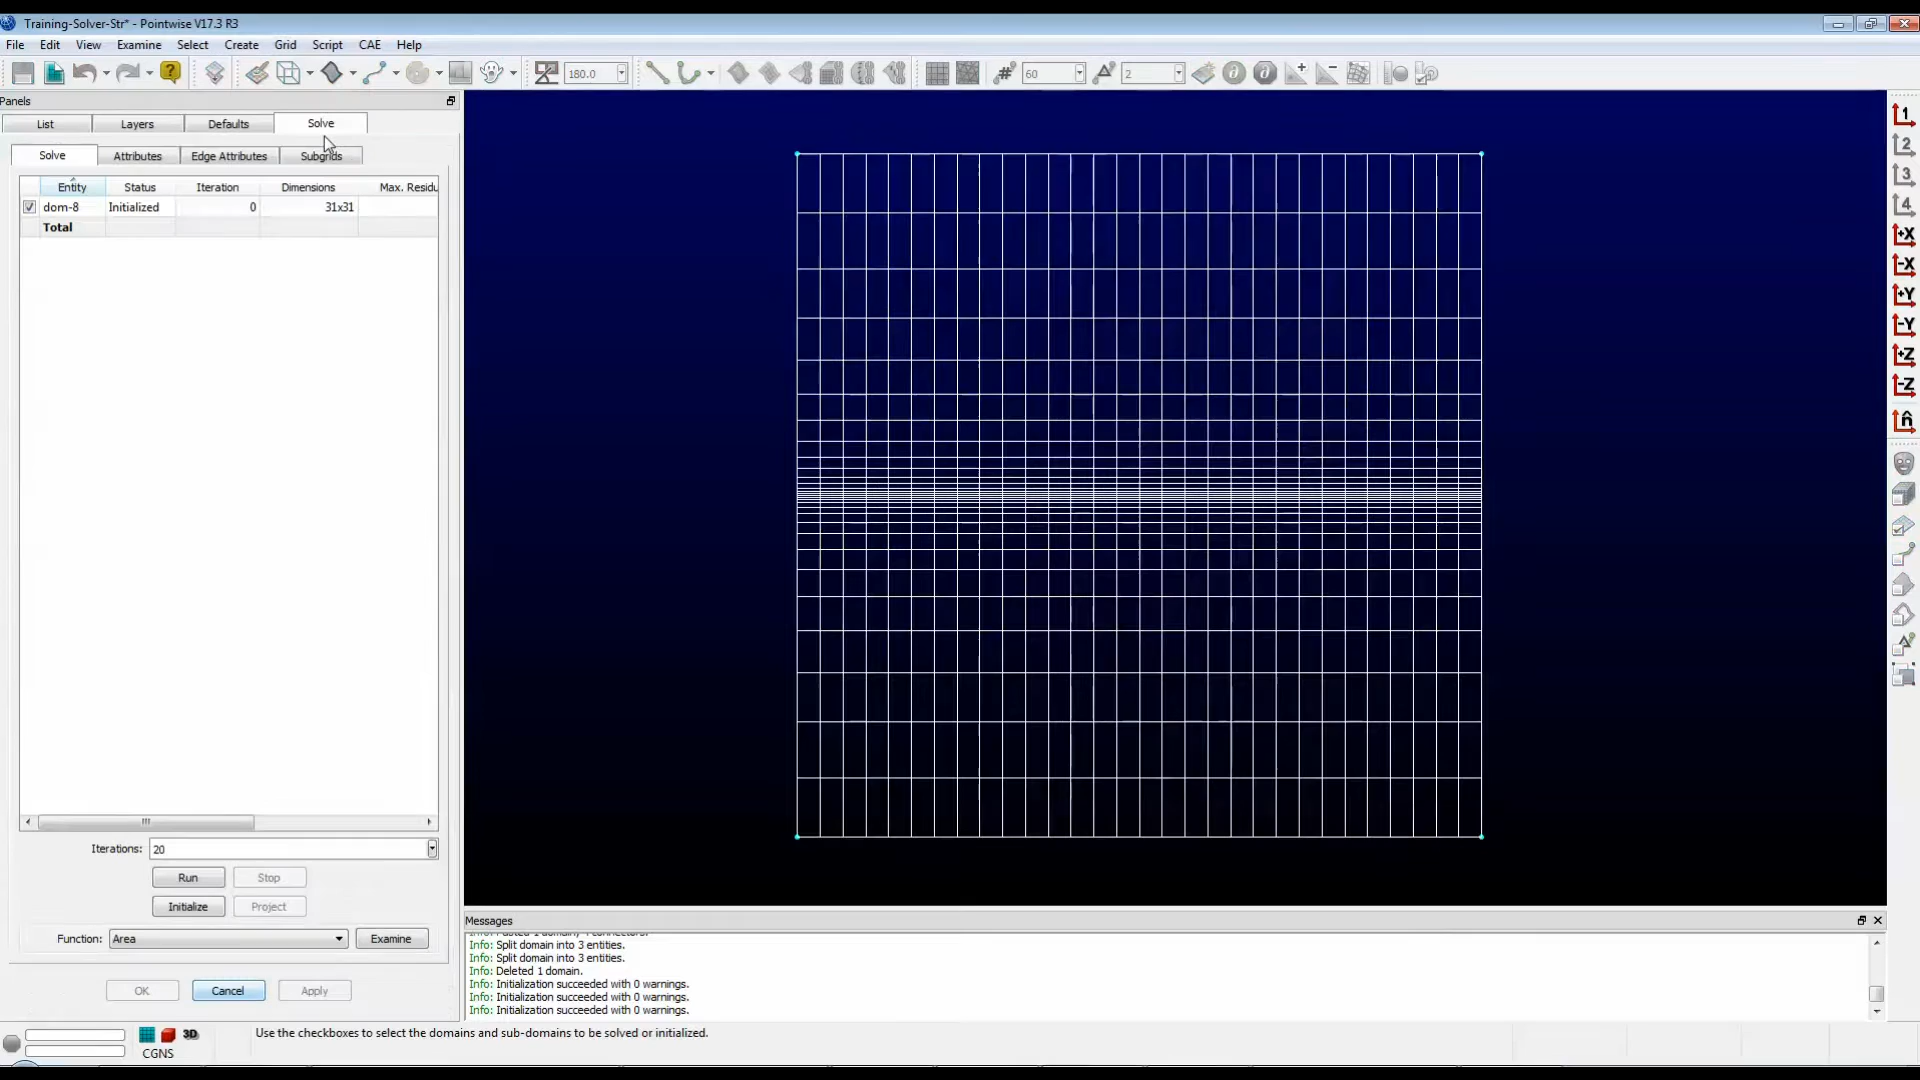 Training-Solver-Str* - Pointwise V17.3 R3
File Edit View Examine Select Create Grid Script CAE Help
180.0 60 2
Panels
List Layers Defaults Solve
Solve Attributes Edge Attributes Subgrids
Entity Status Iteration Dimensions Max. Residu
dom-8 Initialized 0 31x31
Total
Iterations: 20
Run Stop
Initialize Project
Function: Area Examine
OK Cancel Apply
Messages
Info: Split domain into 3 entities.
Info: Split domain into 3 entities.
Info: Deleted 1 domain.
Info: Initialization succeeded with 0 warnings.
Info: Initialization succeeded with 0 warnings.
Info: Initialization succeeded with 0 warnings.
3D
CGNS
Use the checkboxes to select the domains and sub-domains to be solved or initialized.
1
2
3
4
+X
-X
+Y
-Y
+Z
-Z
n̂